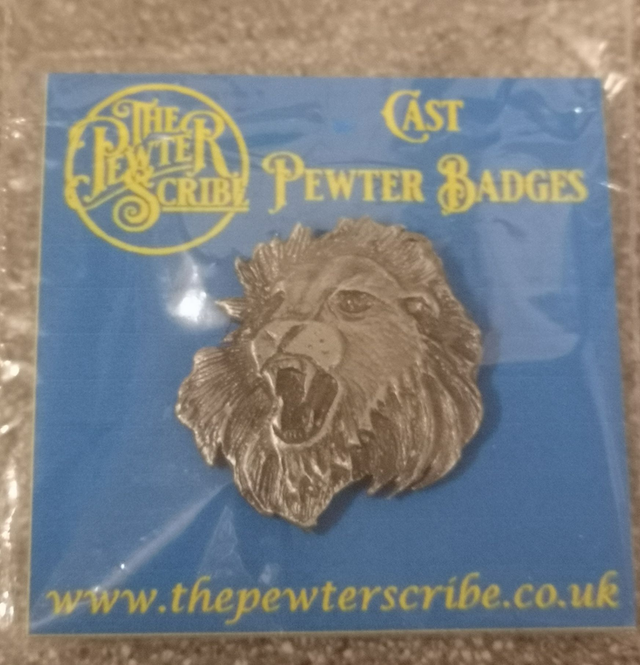 THE
PEWTER
SCRIBE
CAST
PEWTER BADGES
www.thepewterscribe.co.uk